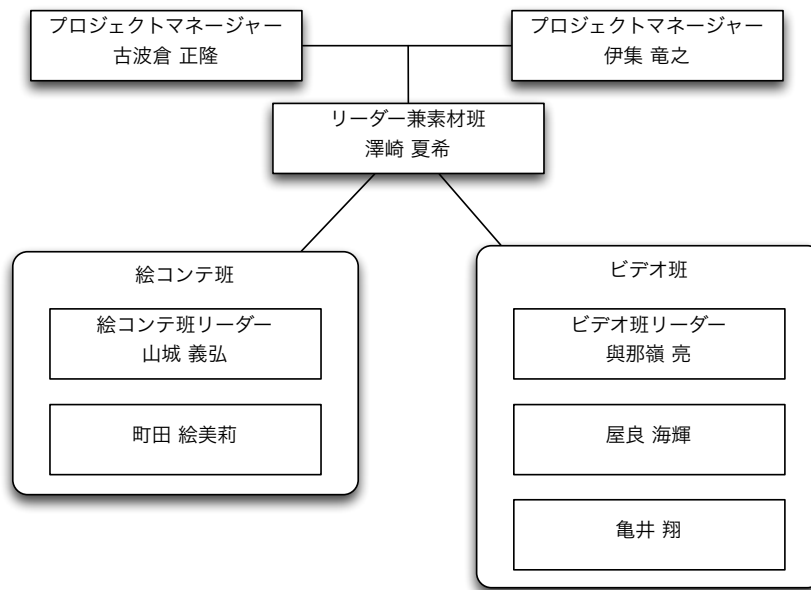 プロジェクトマネージャー
古波倉 正隆
プロジェクトマネージャー
伊集 竜之
リーダー兼素材班
澤崎 夏希
絵コンテ班
絵コンテ班リーダー
山城 義弘
町田 絵美莉
ビデオ班
ビデオ班リーダー
與那嶺 亮
屋良 海輝
亀井 翔